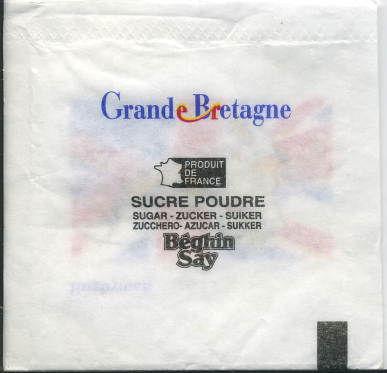 Grande Bretagne
PRODUIT
DE
FRANCE
SUCRE POUDRE
SUGAR - ZUCKER - SUIKER
ZUCCHERO- AZUCAR - SUKKER
Béghin
Say